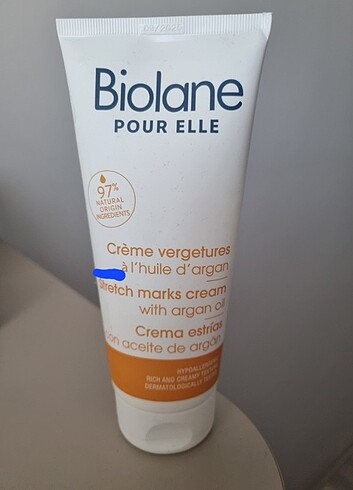 Biolane
POUR ELLE
97%
NATURAL
ORIGIN
INGREDIENTS
Crème vergetures
à l'huile d'argan
Stretch marks cream
with argan oil
Crema estrías
con aceite de argán
HYPOALLERGENIC
RICH AND CREAMY TEXTURE
DERMATOLOGICALLY TESTED